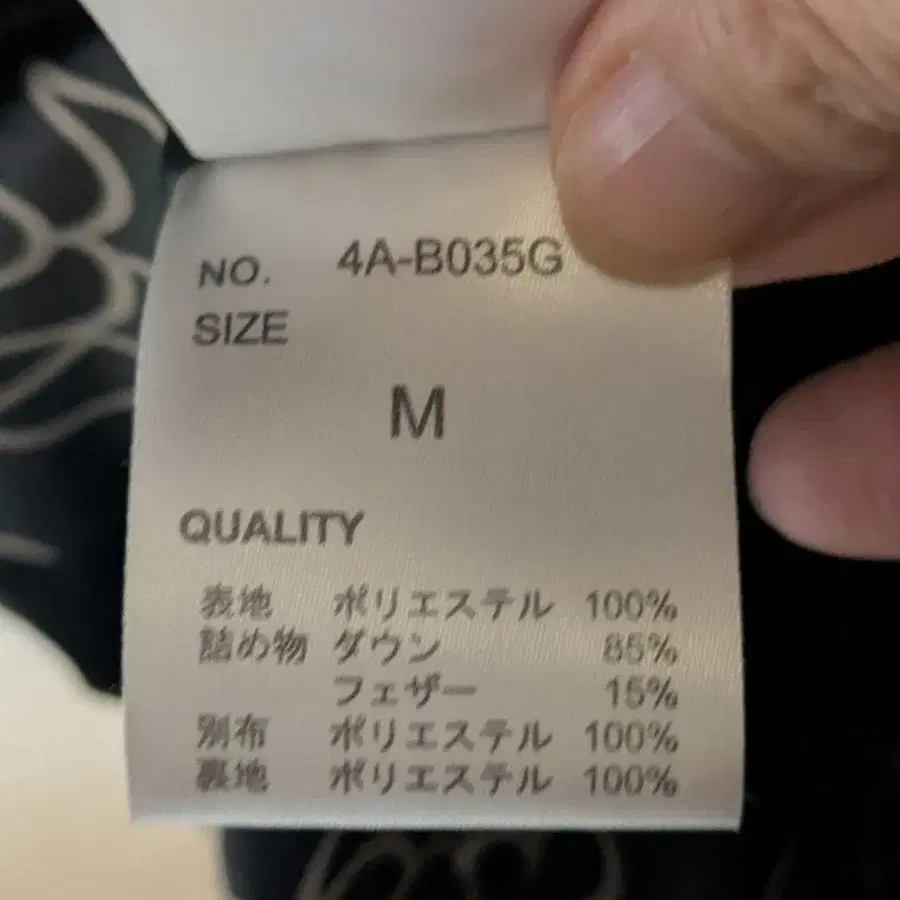 NO. 4A-B035G
SIZE
M
QUALITY
表地 ポリエステル 100%
詰め物 ダウン 85%
フェザー 15%
別布 ポリエステル 100%
裏地 ポリエステル 100%